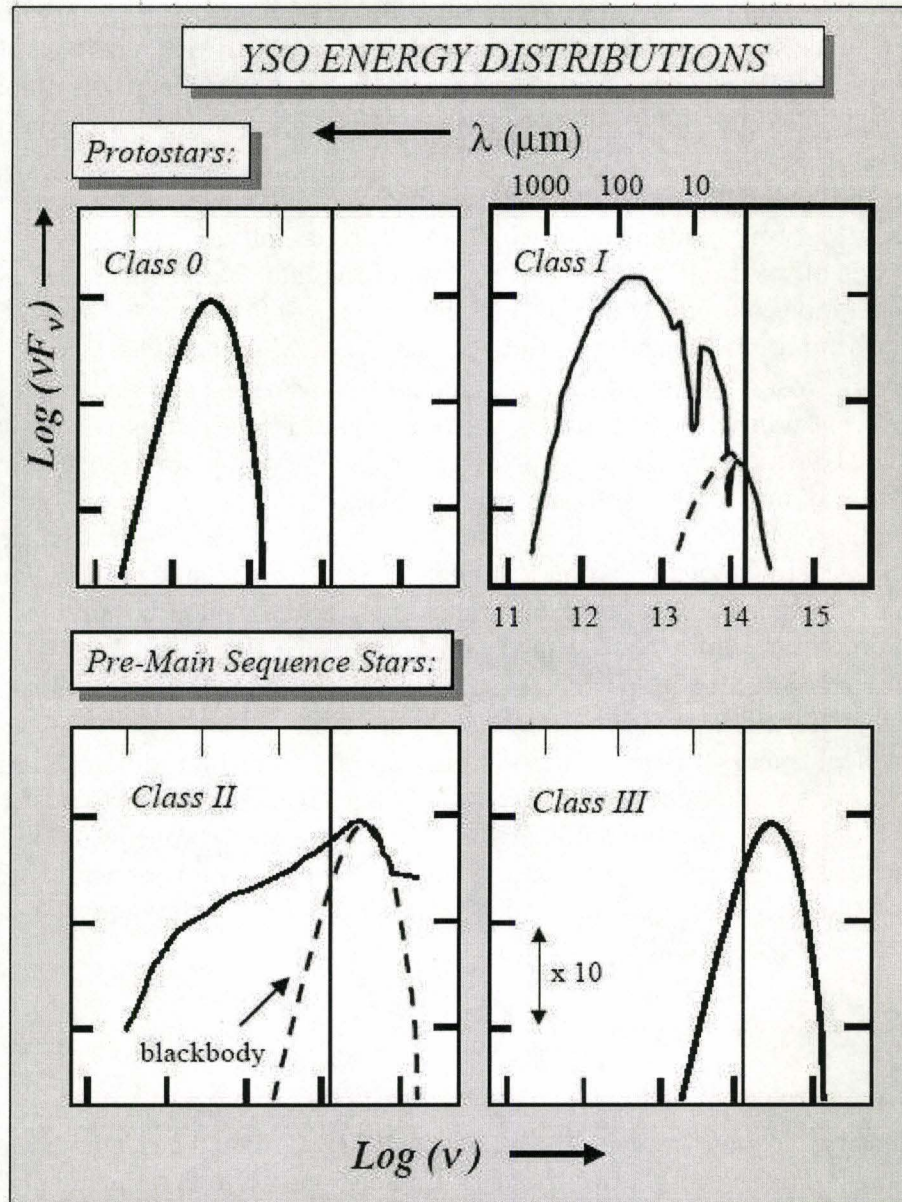 YSO ENERGY DISTRIBUTIONS
Protostars:
λ (μm)
1000 100 10
Class 0
Class I
Log (νFν)
11 12 13 14 15
Pre-Main Sequence Stars:
Class II
Class III
x 10
blackbody
Log (ν)